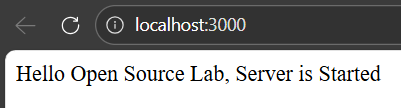 localhost:3000
Hello Open Source Lab, Server is Started